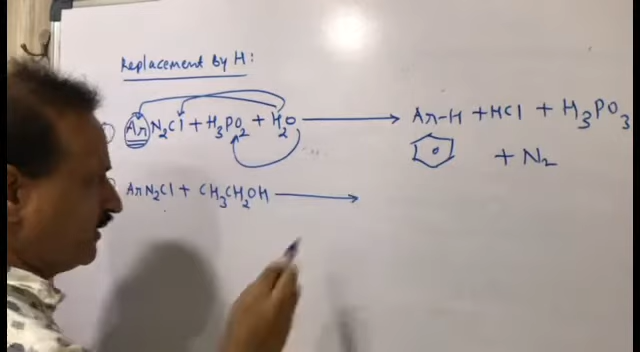 Replacement by H:
ArN₂Cl + H₃PO₂ + H₂O ⟶ Ar-H + HCl + H₃PO₃
+ N₂
ArN₂Cl + CH₃CH₂OH ⟶